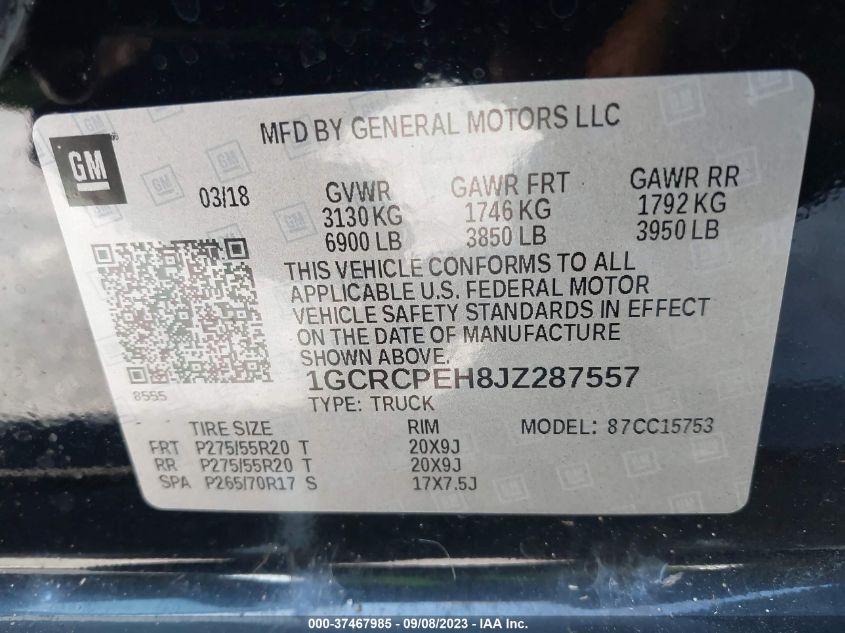 MFD BY GENERAL MOTORS LLC
GM
03/18 GVWR GAWR FRT GAWR RR
3130 KG 1746 KG 1792 KG
6900 LB 3850 LB 3950 LB
THIS VEHICLE CONFORMS TO ALL
APPLICABLE U.S. FEDERAL MOTOR
VEHICLE SAFETY STANDARDS IN EFFECT
ON THE DATE OF MANUFACTURE
SHOWN ABOVE.
8555
1GCRCPEH8JZ287557
TYPE: TRUCK
TIRE SIZE RIM MODEL: 87CC15753
FRT P275/55R20 T 20X9J
RR P275/55R20 T 20X9J
SPA P265/70R17 S 17X7.5J
000-37467985 - 09/08/2023 - IAAI.com